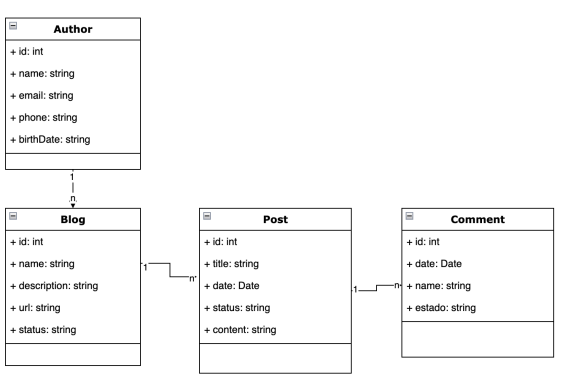 Author
+ id: int
+ name: string
+ email: string
+ phone: string
+ birthDate: string
1
n
Blog
+ id: int
+ name: string
+ description: string
+ url: string
+ status: string
1
n
Post
+ id: int
+ title: string
+ date: Date
+ status: string
+ content: string
1
n
Comment
+ id: int
+ date: Date
+ name: string
+ estado: string